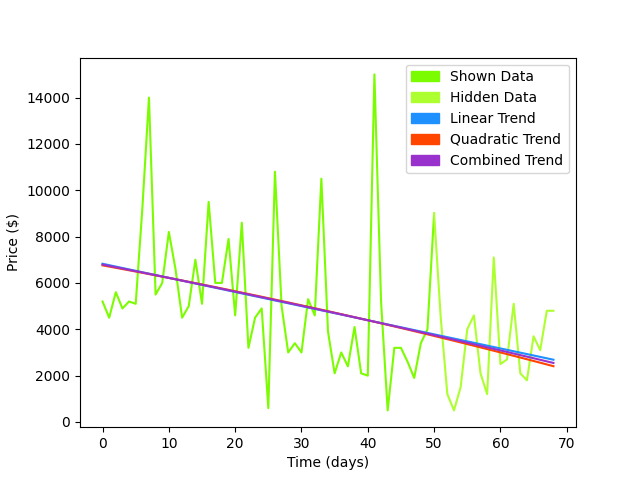 Shown Data
Hidden Data
Linear Trend
Quadratic Trend
Combined Trend
14000
12000
10000
8000
6000
4000
2000
0
Price ($)
0 10 20 30 40 50 60 70
Time (days)